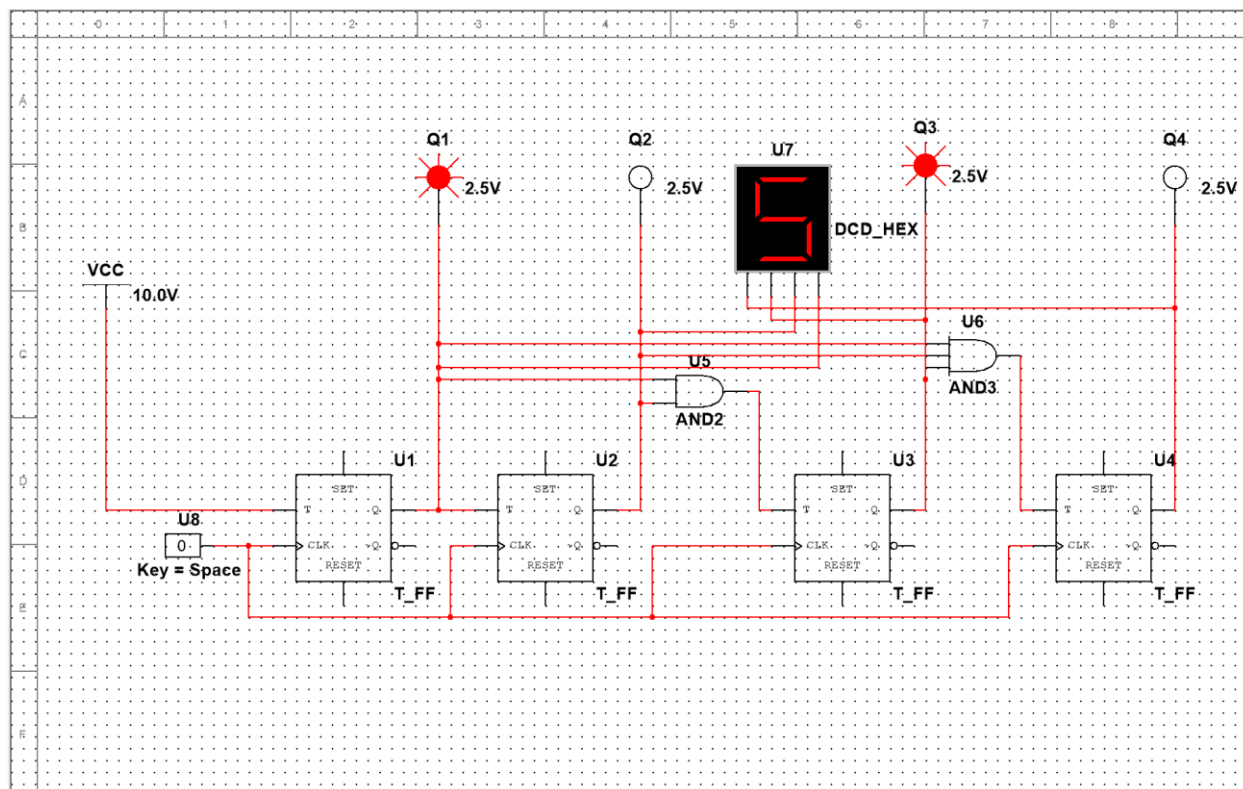 0 1 2 3 4 5 6 7 8
A
Q1 Q2 U7 Q3 Q4
2.5V 2.5V 5 2.5V 2.5V
B
DCD_HEX
VCC
10.0V
U6
C
U5
AND3
AND2
U1 U2 U3 U4
D
SET SET SET SET
T Q T Q T Q T Q
U8
0 CLK ~Q CLK ~Q CLK ~Q CLK ~Q
Key = Space
RESET RESET RESET RESET
T_FF T_FF T_FF T_FF
E
F